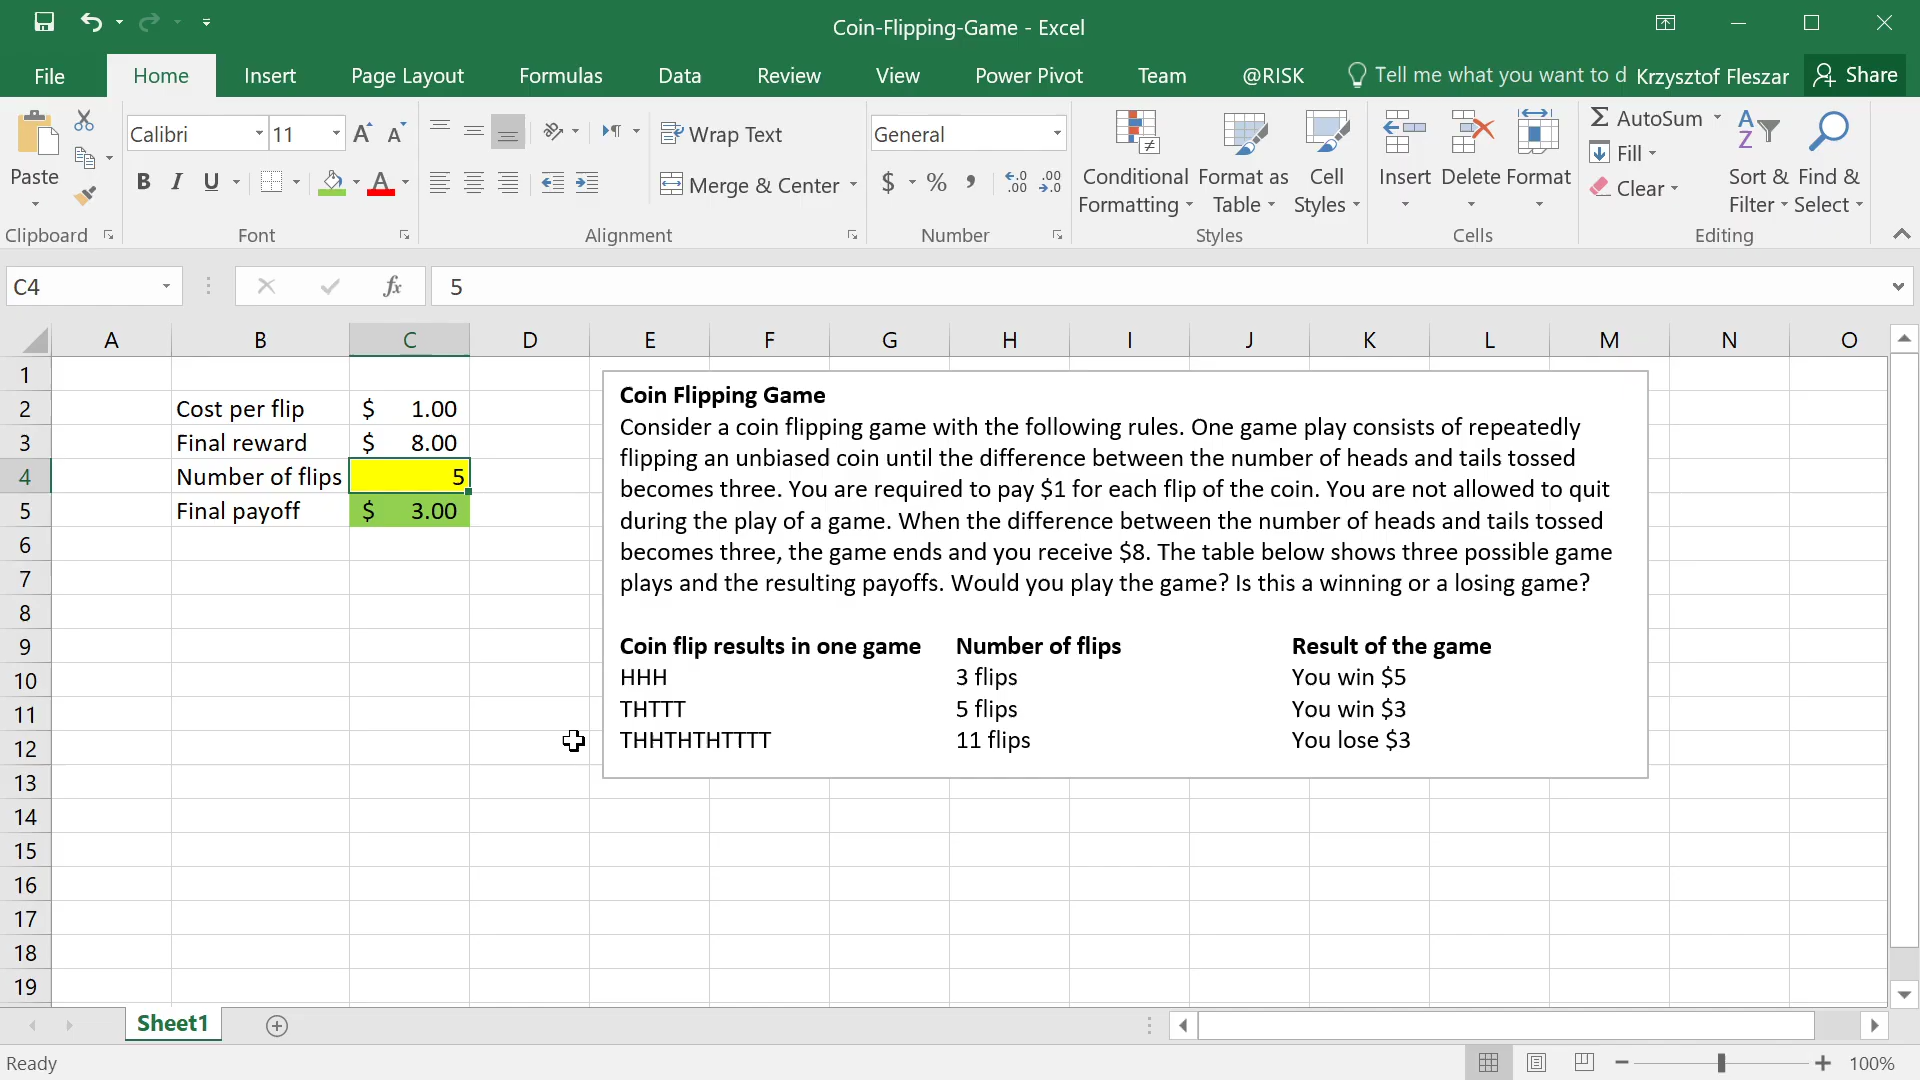 Coin-Flipping-Game - Excel
File Home Insert Page Layout Formulas Data Review View Power Pivot Team @RISK Tell me what you want to d Krzysztof Fleszar Share
Calibri 11 Wrap Text General AutoSum
Fill
Paste B I U Merge & Center $ % , .00 .0 Conditional Formatting Format as Table Cell Styles Insert Delete Format Clear Sort & Filter Find & Select
Clipboard Font Alignment Number Styles Cells Editing
C4 fx 5
A B C D E F G H I J K L M N O
1
2 Cost per flip $ 1.00
3 Final reward $ 8.00
4 Number of flips 5
5 Final payoff $ 3.00
6
7
8
9
10
11
12
13
14
15
16
17
18
19
Coin Flipping Game
Consider a coin flipping game with the following rules. One game play consists of repeatedly
flipping an unbiased coin until the difference between the number of heads and tails tossed
becomes three. You are required to pay $1 for each flip of the coin. You are not allowed to quit
during the play of a game. When the difference between the number of heads and tails tossed
becomes three, the game ends and you receive $8. The table below shows three possible game
plays and the resulting payoffs. Would you play the game? Is this a winning or a losing game?
Coin flip results in one game Number of flips Result of the game
HHH 3 flips You win $5
THTTT 5 flips You win $3
THHTHTHTTTT 11 flips You lose $3
Sheet1
Ready 100%